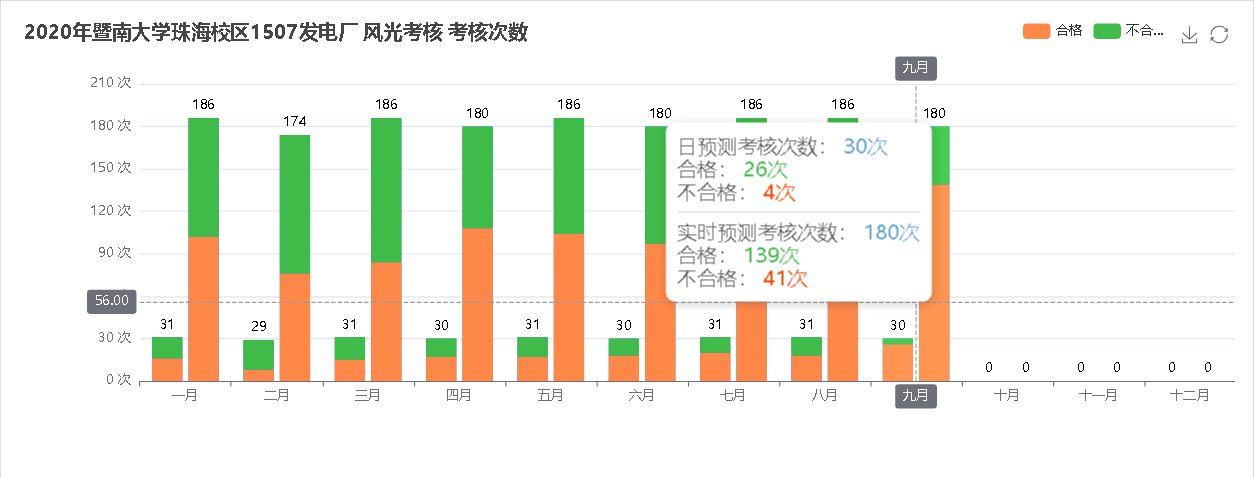 2020年暨南大学珠海校区1507发电厂 风光考核 考核次数
合格
不合...
九月
210 次
180 次
150 次
120 次
90 次
56.00
30 次
0 次
31
186
29
174
31
186
30
180
31
186
30
180
31
186
31
186
30
180
0
0
0
0
0
0
日预测考核次数： 30次
合格： 26次
不合格： 4次
实时预测考核次数： 180次
合格： 139次
不合格： 41次
一月
二月
三月
四月
五月
六月
七月
八月
九月
十月
十一月
十二月